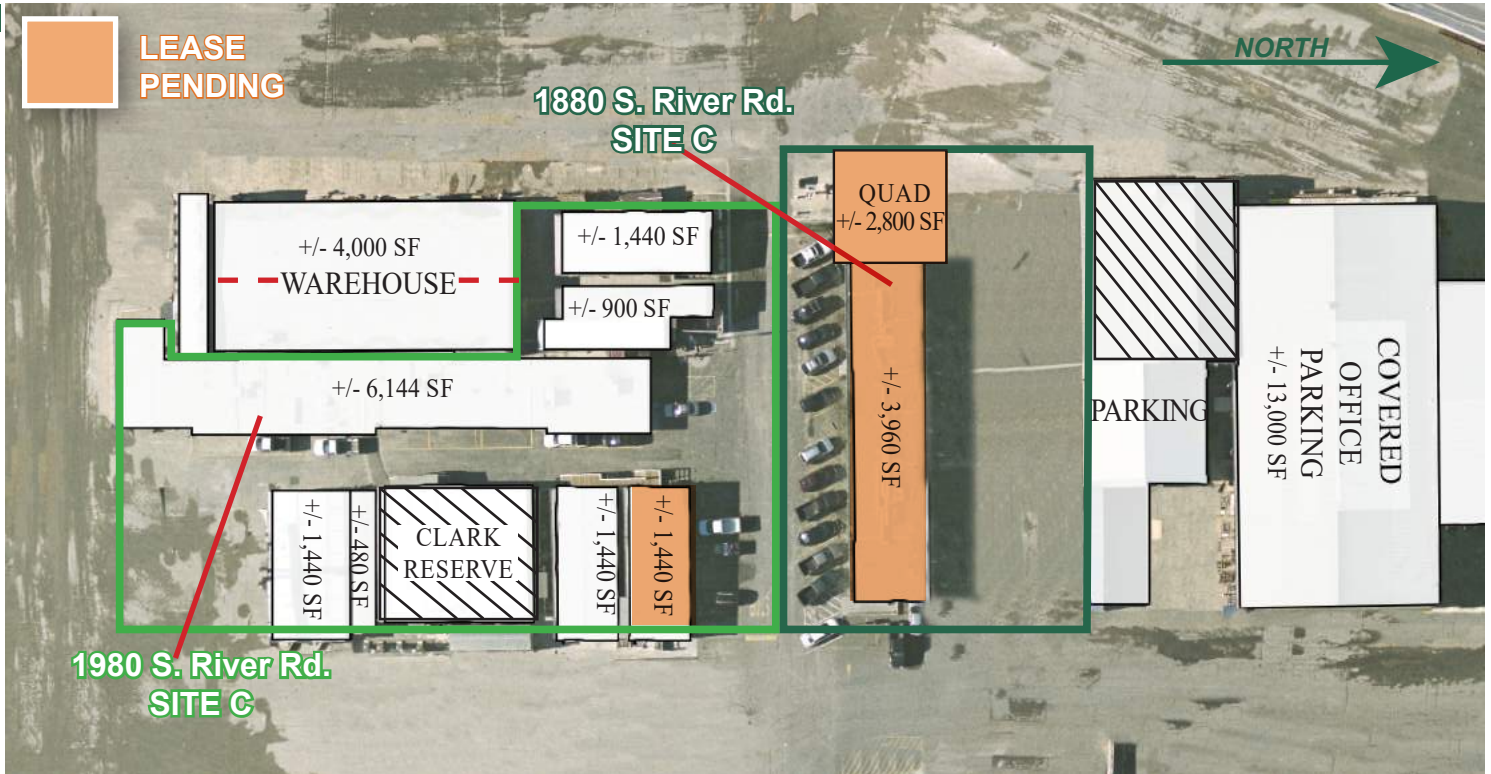 LEASE
PENDING
NORTH
1880 S. River Rd.
SITE C
QUAD
+/- 2,800 SF
+/- 4,000 SF
WAREHOUSE
+/- 1,440 SF
+/- 900 SF
+/- 6,144 SF
+/- 3,960 SF
PARKING
COVERED
OFFICE
PARKING
+/- 13,000 SF
+/- 1,440 SF
+/- 480 SF
CLARK
RESERVE
+/- 1,440 SF
+/- 1,440 SF
1980 S. River Rd.
SITE C